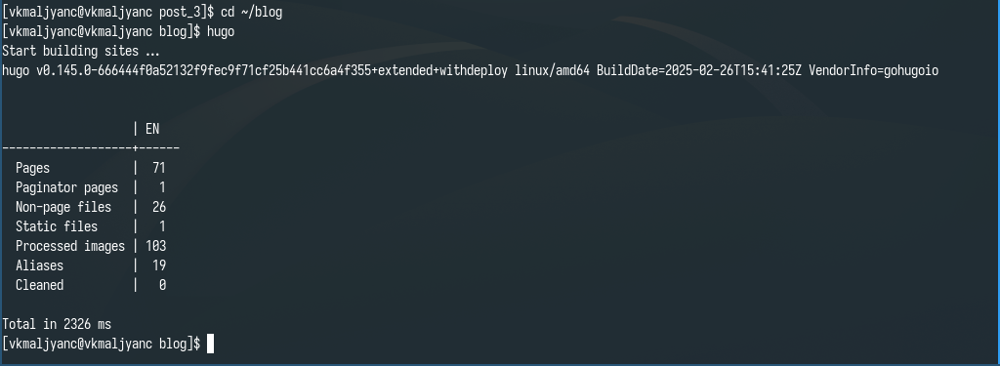 [vkmaljyanc@vkmaljyanc post_3]$ cd ~/blog
[vkmaljyanc@vkmaljyanc blog]$ hugo
Start building sites …
hugo v0.145.0-666444f0a52132f9fec9f71cf25b441cc6a4f355+extended+withdeploy linux/amd64 BuildDate=2025-02-26T15:41:25Z VendorInfo=gohugoio
                   | EN
-------------------+------
  Pages            | 71
  Paginator pages  |  1
  Non-page files   | 26
  Static files     |  1
  Processed images | 103
  Aliases          | 19
  Cleaned          |  0
Total in 2326 ms
[vkmaljyanc@vkmaljyanc blog]$